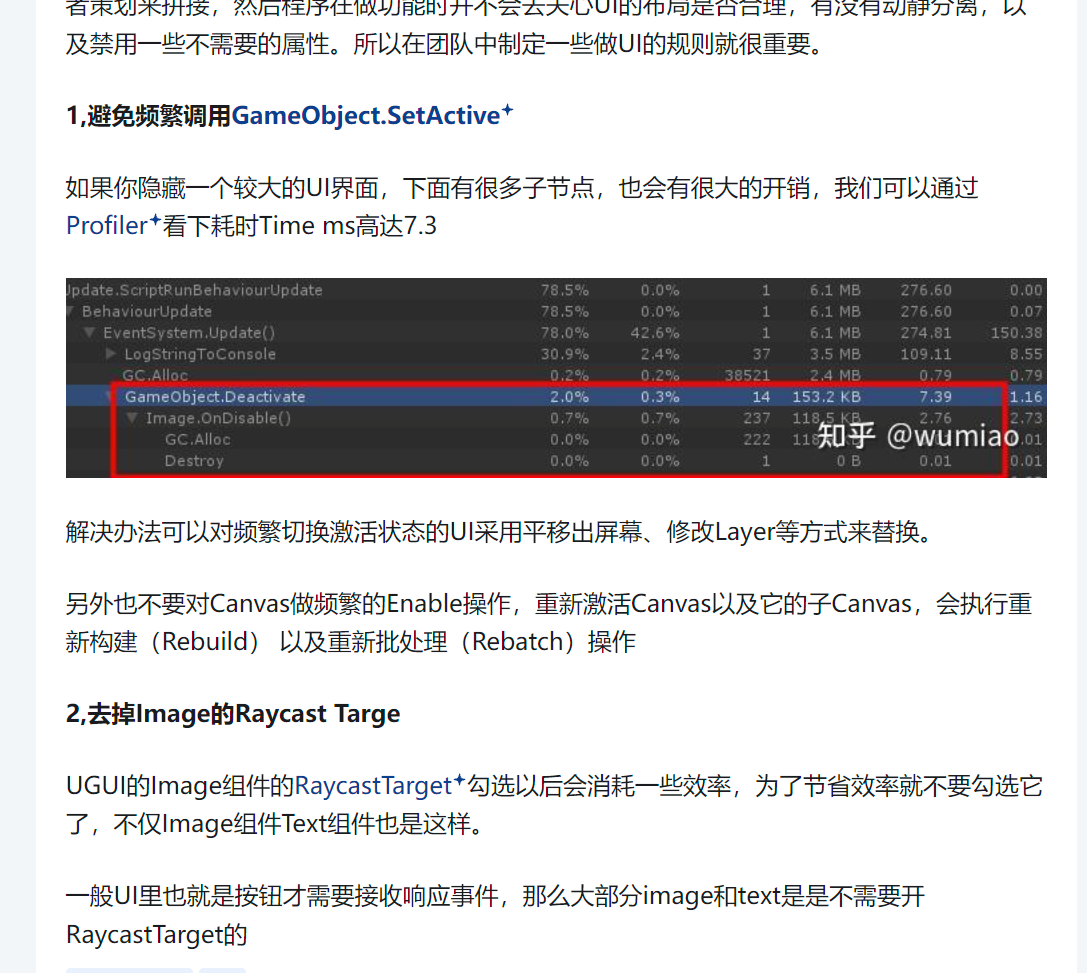 者策划来拼接，然后程序在做功能时并不会去关心UI的布局是否合理，有没有动静分离，以
及禁用一些不需要的属性。所以在团队中制定一些做UI的规则就很重要。
1,避免频繁调用GameObject.SetActive
如果你隐藏一个较大的UI界面，下面有很多子节点，也会有很大的开销，我们可以通过
Profiler看下耗时Time ms高达7.3
Update.ScriptRunBehaviourUpdate 78.5% 0.0% 1 6.1 MB 276.60 0.00
BehaviourUpdate 78.5% 0.0% 1 6.1 MB 276.60 0.07
EventSystem.Update() 78.0% 42.6% 1 6.1 MB 274.81 150.38
LogStringToConsole 30.9% 2.4% 37 3.5 MB 109.11 8.55
GC.Alloc 0.2% 0.2% 38521 2.4 MB 0.79 0.79
GameObject.Deactivate 2.0% 0.3% 14 153.2 KB 7.39 1.16
Image.OnDisable() 0.7% 0.7% 237 118.5 KB 2.76 2.73
GC.Alloc 0.0% 0.0% 222
知乎 @wumiao
Destroy 0.0% 0.0% 1 0 B 0.01 0.01
解决办法可以对频繁切换激活状态的UI采用平移出屏幕、修改Layer等方式来替换。
另外也不要对Canvas做频繁的Enable操作，重新激活Canvas以及它的子Canvas，会执行重
新构建（Rebuild） 以及重新批处理（Rebatch）操作
2,去掉Image的Raycast Targe
UGUI的Image组件的RaycastTarget勾选以后会消耗一些效率，为了节省效率就不要勾选它
了，不仅Image组件Text组件也是这样。
一般UI里也就是按钮才需要接收响应事件，那么大部分image和text是是不需要开
RaycastTarget的